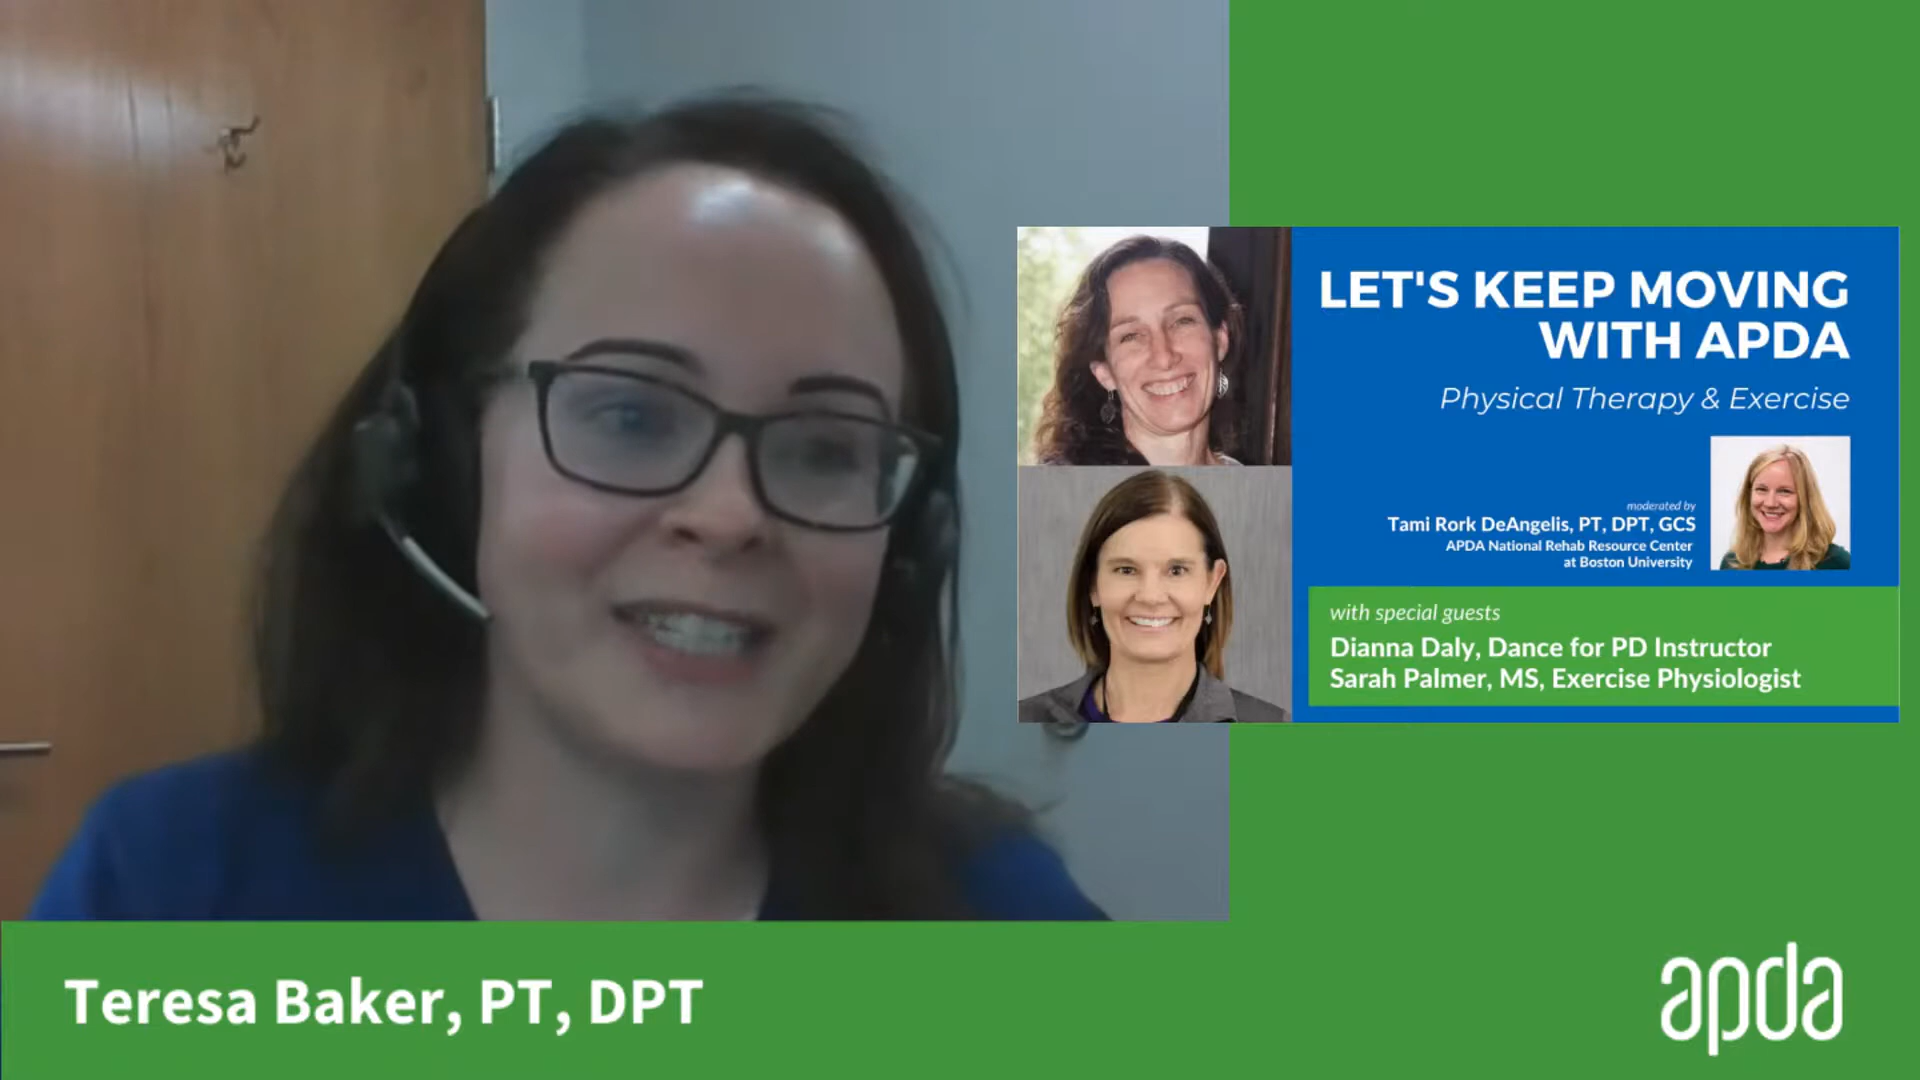 LET'S KEEP MOVING
WITH APDA
Physical Therapy & Exercise
moderated by
Tami Rork DeAngelis, PT, DPT, GCS
APDA National Rehab Resource Center
at Boston University
with special guests
Dianna Daly, Dance for PD Instructor
Sarah Palmer, MS, Exercise Physiologist
Teresa Baker, PT, DPT
apda